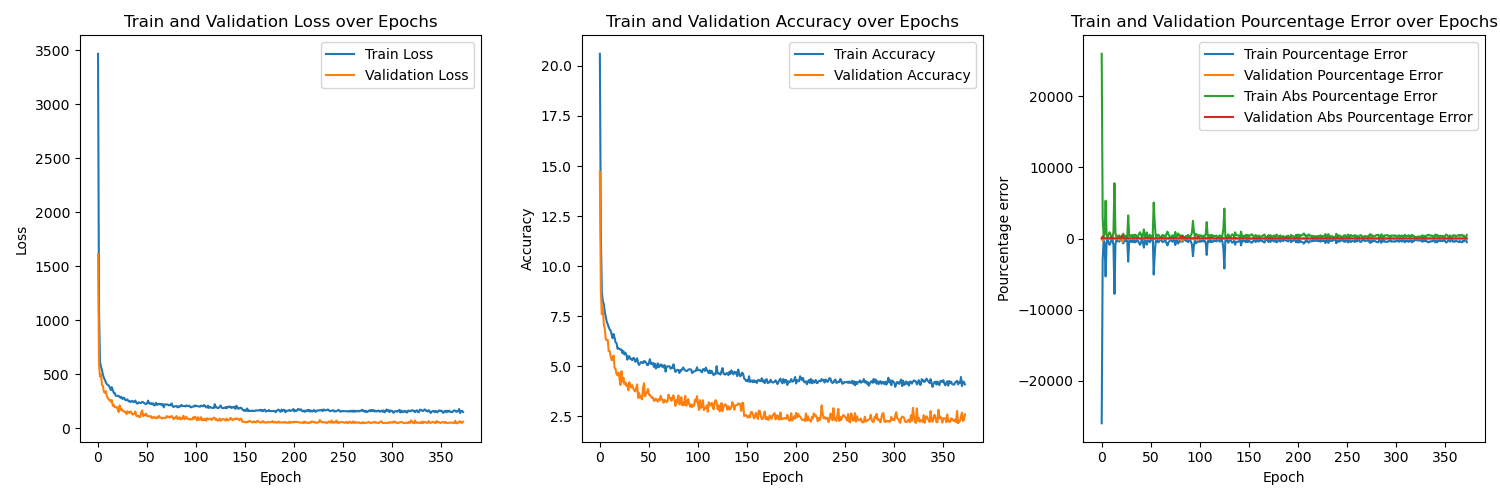 Train and Validation Loss over Epochs
Train Loss
Validation Loss
3500
3000
2500
2000
1500
1000
500
0
Loss
0 50 100 150 200 250 300 350
Epoch
Train and Validation Accuracy over Epochs
Train Accuracy
Validation Accuracy
20.0
17.5
15.0
12.5
10.0
7.5
5.0
2.5
Accuracy
0 50 100 150 200 250 300 350
Epoch
Train and Validation Pourcentage Error over Epochs
Train Pourcentage Error
Validation Pourcentage Error
Train Abs Pourcentage Error
Validation Abs Pourcentage Error
20000
10000
0
−10000
−20000
Pourcentage error
0 50 100 150 200 250 300 350
Epoch